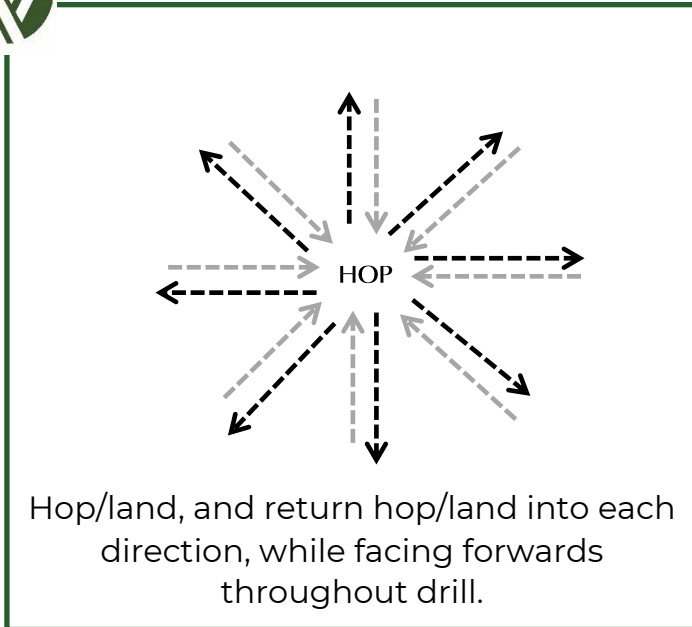 HOP
Hop/land, and return hop/land into each
direction, while facing forwards
throughout drill.